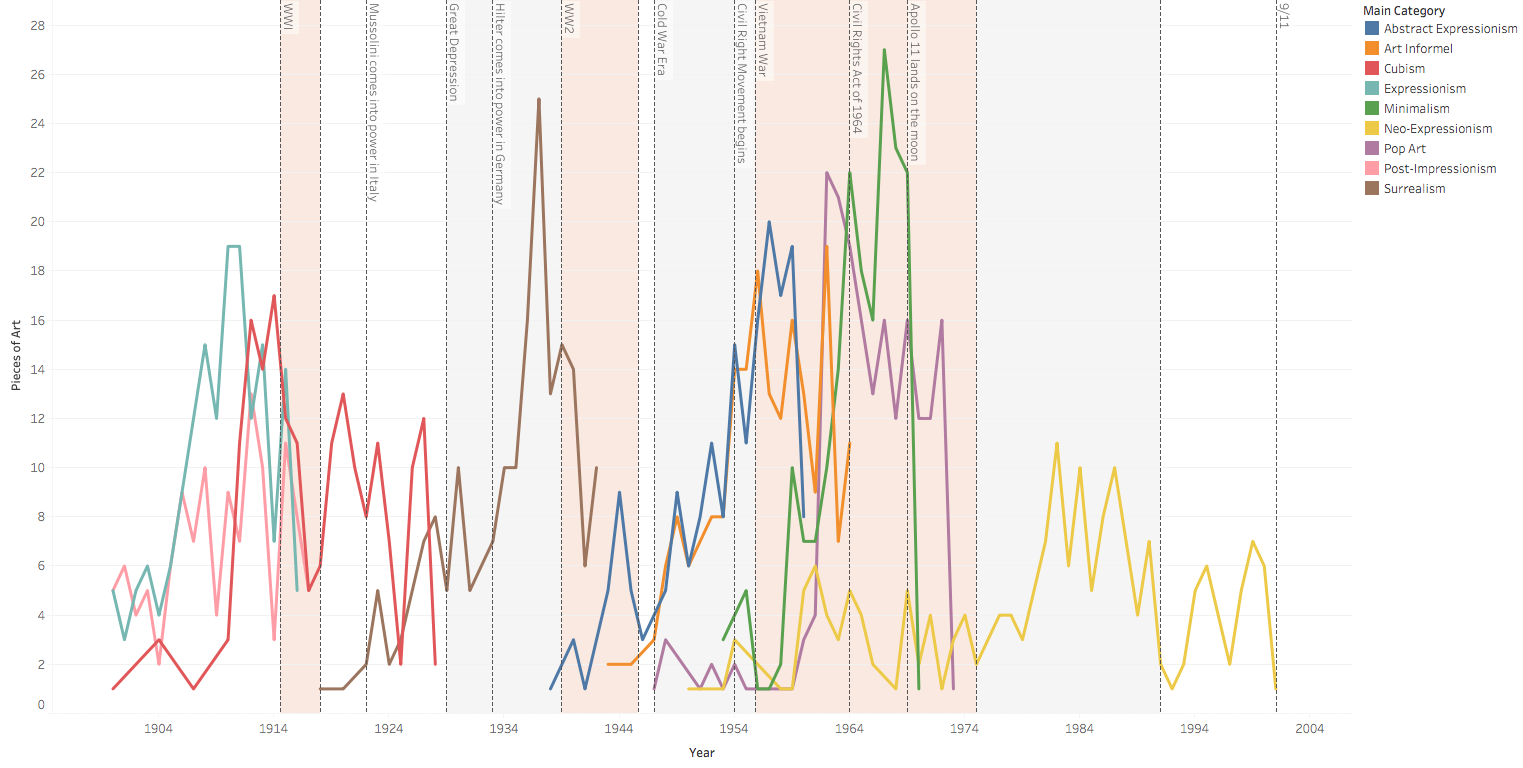 WWI
Mussolini comes into power in Italy
Great Depression
Hilter comes into power in Germany
WW2
Cold War Era
Civil Right Movement begins
Vietnam War
Civil Rights Act of 1964
Apollo 11 lands on the moon
9/11
Main Category
Abstract Expressionism
Art Informel
Cubism
Expressionism
Minimalism
Neo-Expressionism
Pop Art
Post-Impressionism
Surrealism
Pieces of Art
28
26
24
22
20
18
16
14
12
10
8
6
4
2
0
1904
1914
1924
1934
1944
1954
1964
1974
1984
1994
2004
Year